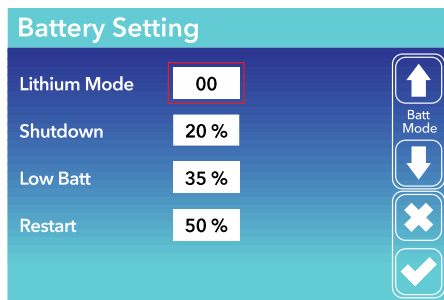 Battery Setting
Lithium Mode 00
Shutdown 20 %
Low Batt 35 %
Restart 50 %
Batt
Mode